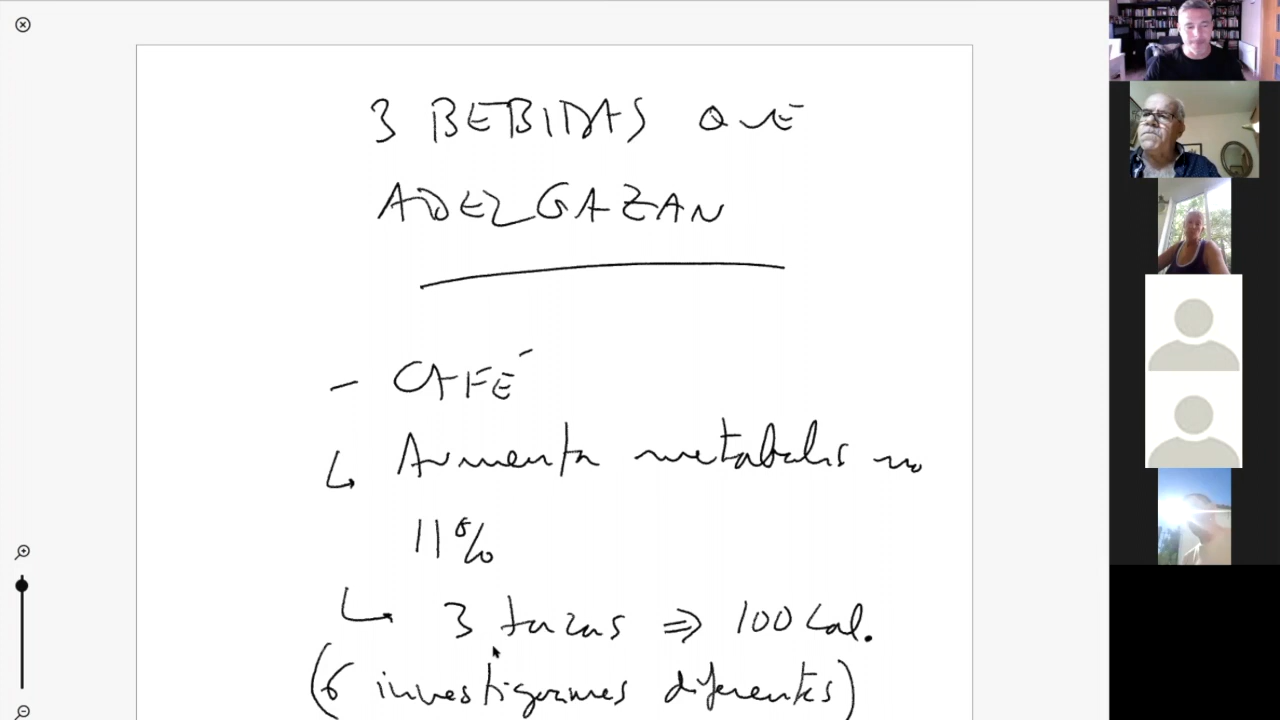 3 BEBIDAS QUE
ADELGAZAN
- CAFÉ
↳ Aumenta metabolismo
11%
↳ 3 tazas ⇒ 100 Cal.
(6 investigaciones diferentes)